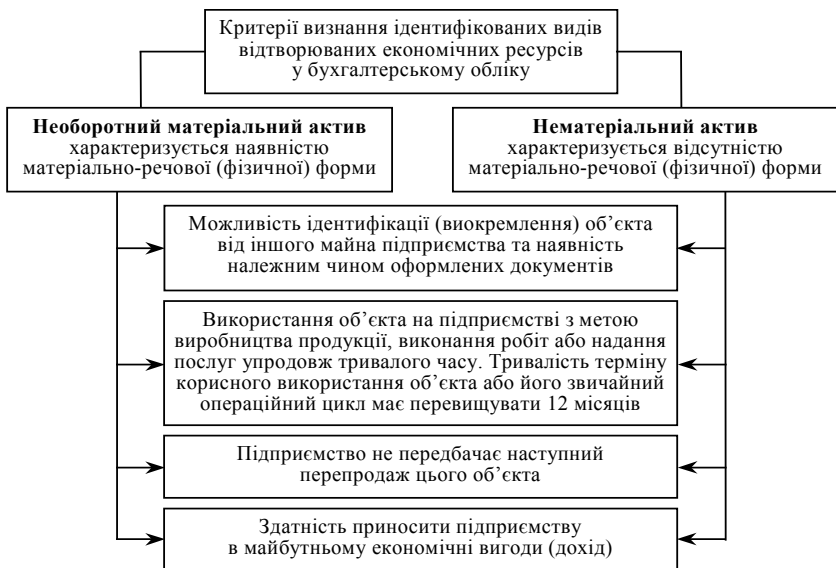 Критерії визнання ідентифікованих видів
відтворюваних економічних ресурсів
у бухгалтерському обліку
Необоротний матеріальний актив
характеризується наявністю
матеріально-речової (фізичної) форми
Нематеріальний актив
характеризується відсутністю
матеріально-речової (фізичної) форми
Можливість ідентифікації (виокремлення) об’єкта
від іншого майна підприємства та наявність
належним чином оформлених документів
Використання об’єкта на підприємстві з метою
виробництва продукції, виконання робіт або надання
послуг упродовж тривалого часу. Тривалість терміну
корисного використання об’єкта або його звичайний
операційний цикл має перевищувати 12 місяців
Підприємство не передбачає наступний
перепродаж цього об’єкта
Здатність приносити підприємству
в майбутньому економічні вигоди (дохід)